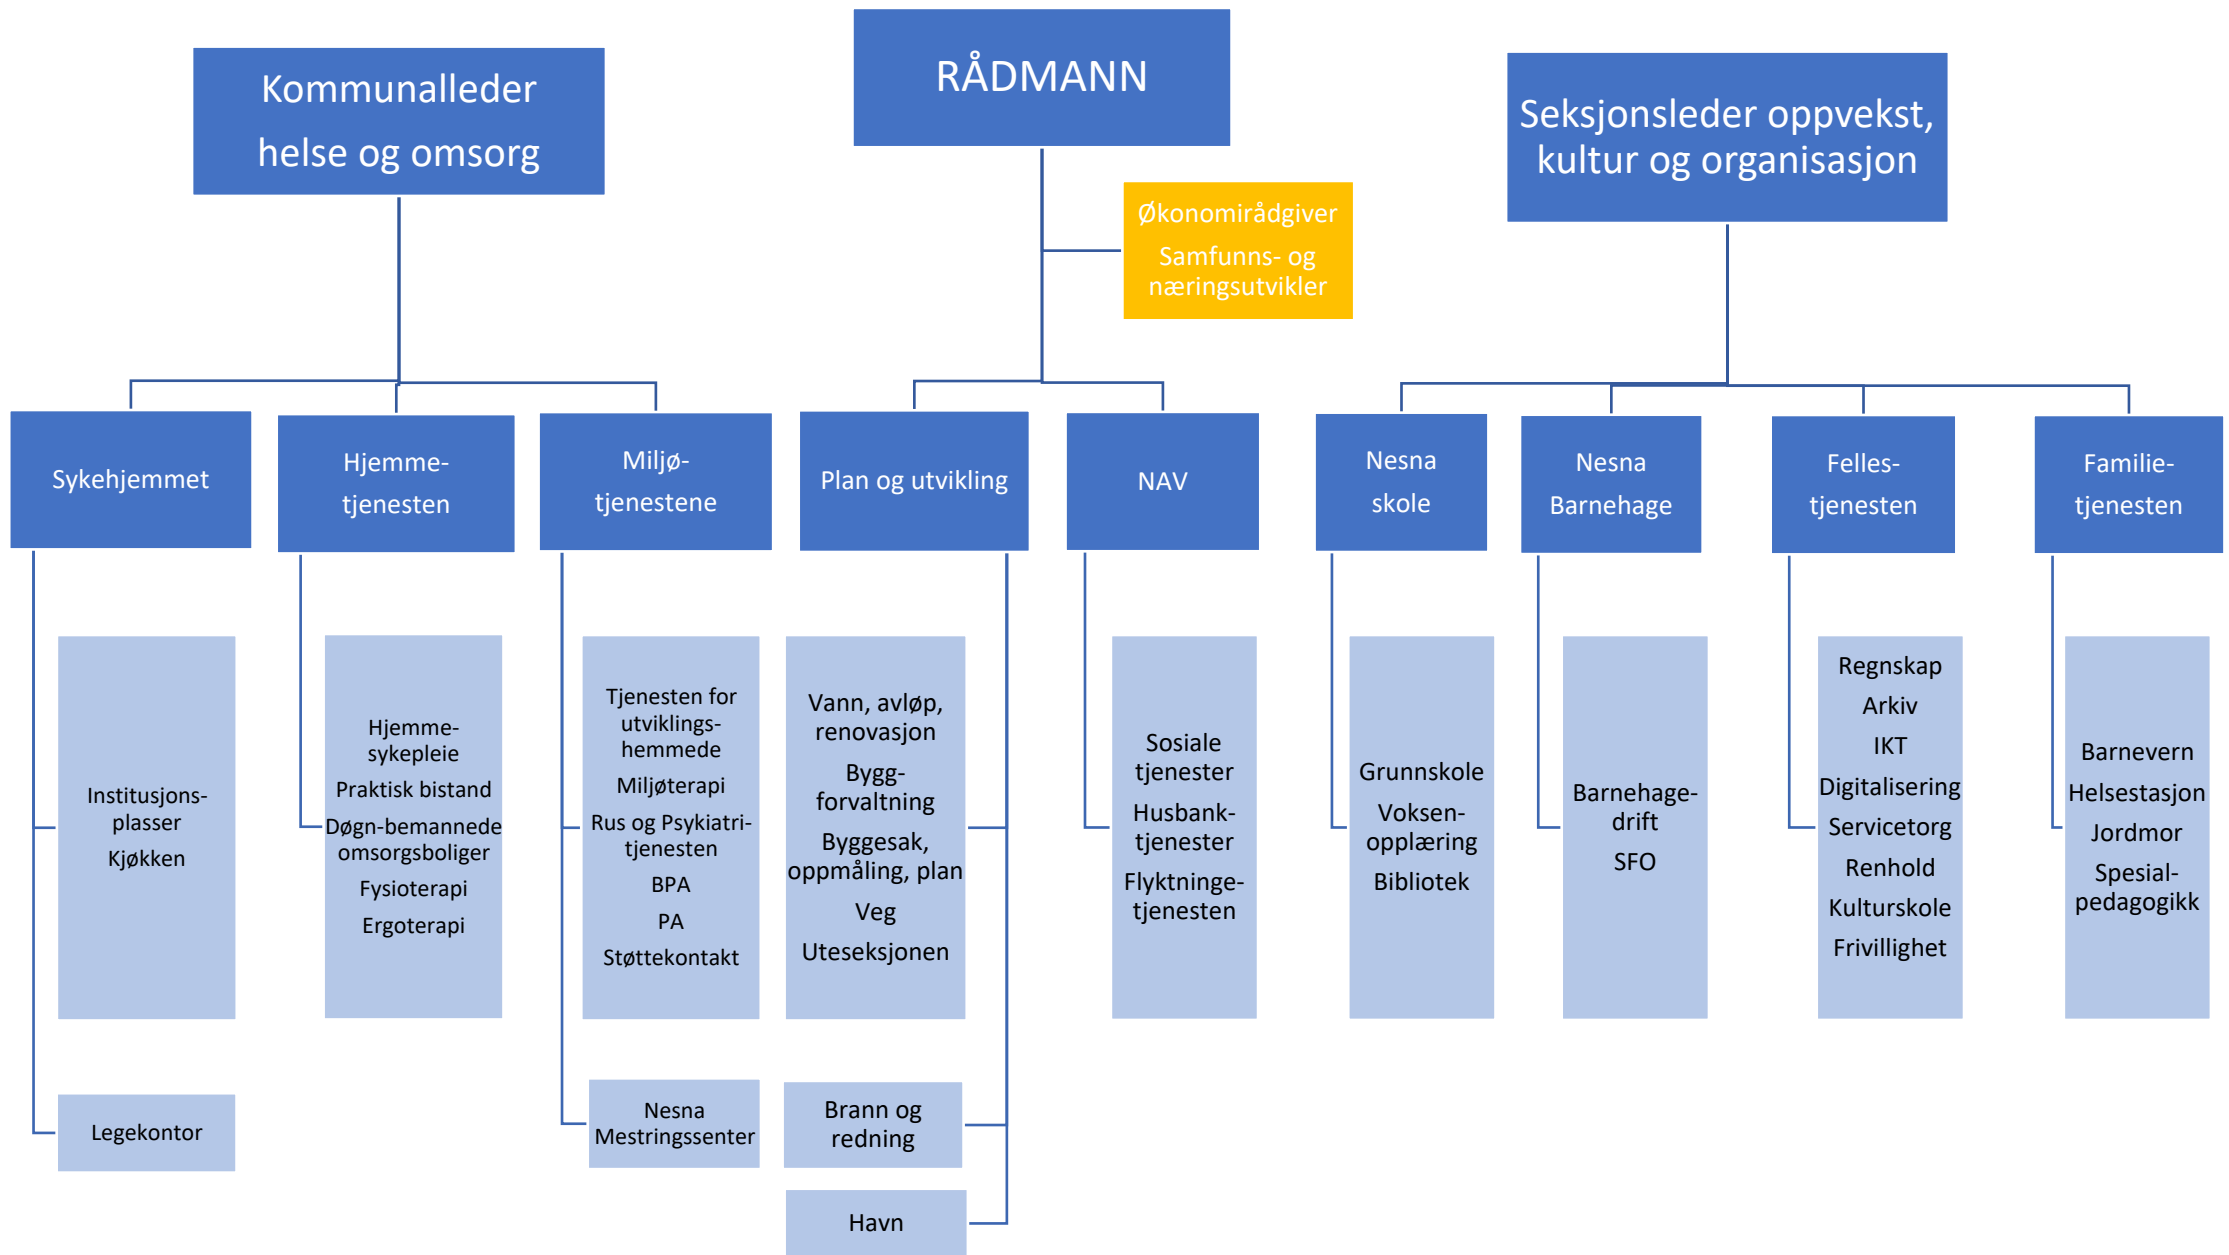 Kommunalleder
helse og omsorg
RÅDMANN
Seksjonsleder oppvekst,
kultur og organisasjon
Økonomirådgiver
Samfunns- og
næringsutvikler
Sykehjemmet
Hjemme-
tjenesten
Miljø-
tjenestene
Plan og utvikling
NAV
Nesna
skole
Nesna
Barnehage
Felles-
tjenesten
Familie-
tjenesten
Institusjons-
plasser
Kjøkken
Hjemme-
sykepleie
Praktisk bistand
Døgn-bemannede
omsorgsboliger
Fysioterapi
Ergoterapi
Tjenesten for
utviklings-
hemmede
Miljøterapi
Rus og Psykiatri-
tjenesten
BPA
PA
Støttekontakt
Vann, avløp,
renovasjon
Bygg-
forvaltning
Byggesak,
oppmåling, plan
Veg
Uteseksjonen
Sosiale
tjenester
Husbank-
tjenester
Flyktninge-
tjenesten
Grunnskole
Voksen-
opplæring
Bibliotek
Barnehage-
drift
SFO
Regnskap
Arkiv
IKT
Digitalisering
Servicetorg
Renhold
Kulturskole
Frivillighet
Barnevern
Helsestasjon
Jordmor
Spesial-
pedagogikk
Legekontor
Nesna
Mestringssenter
Brann og
redning
Havn